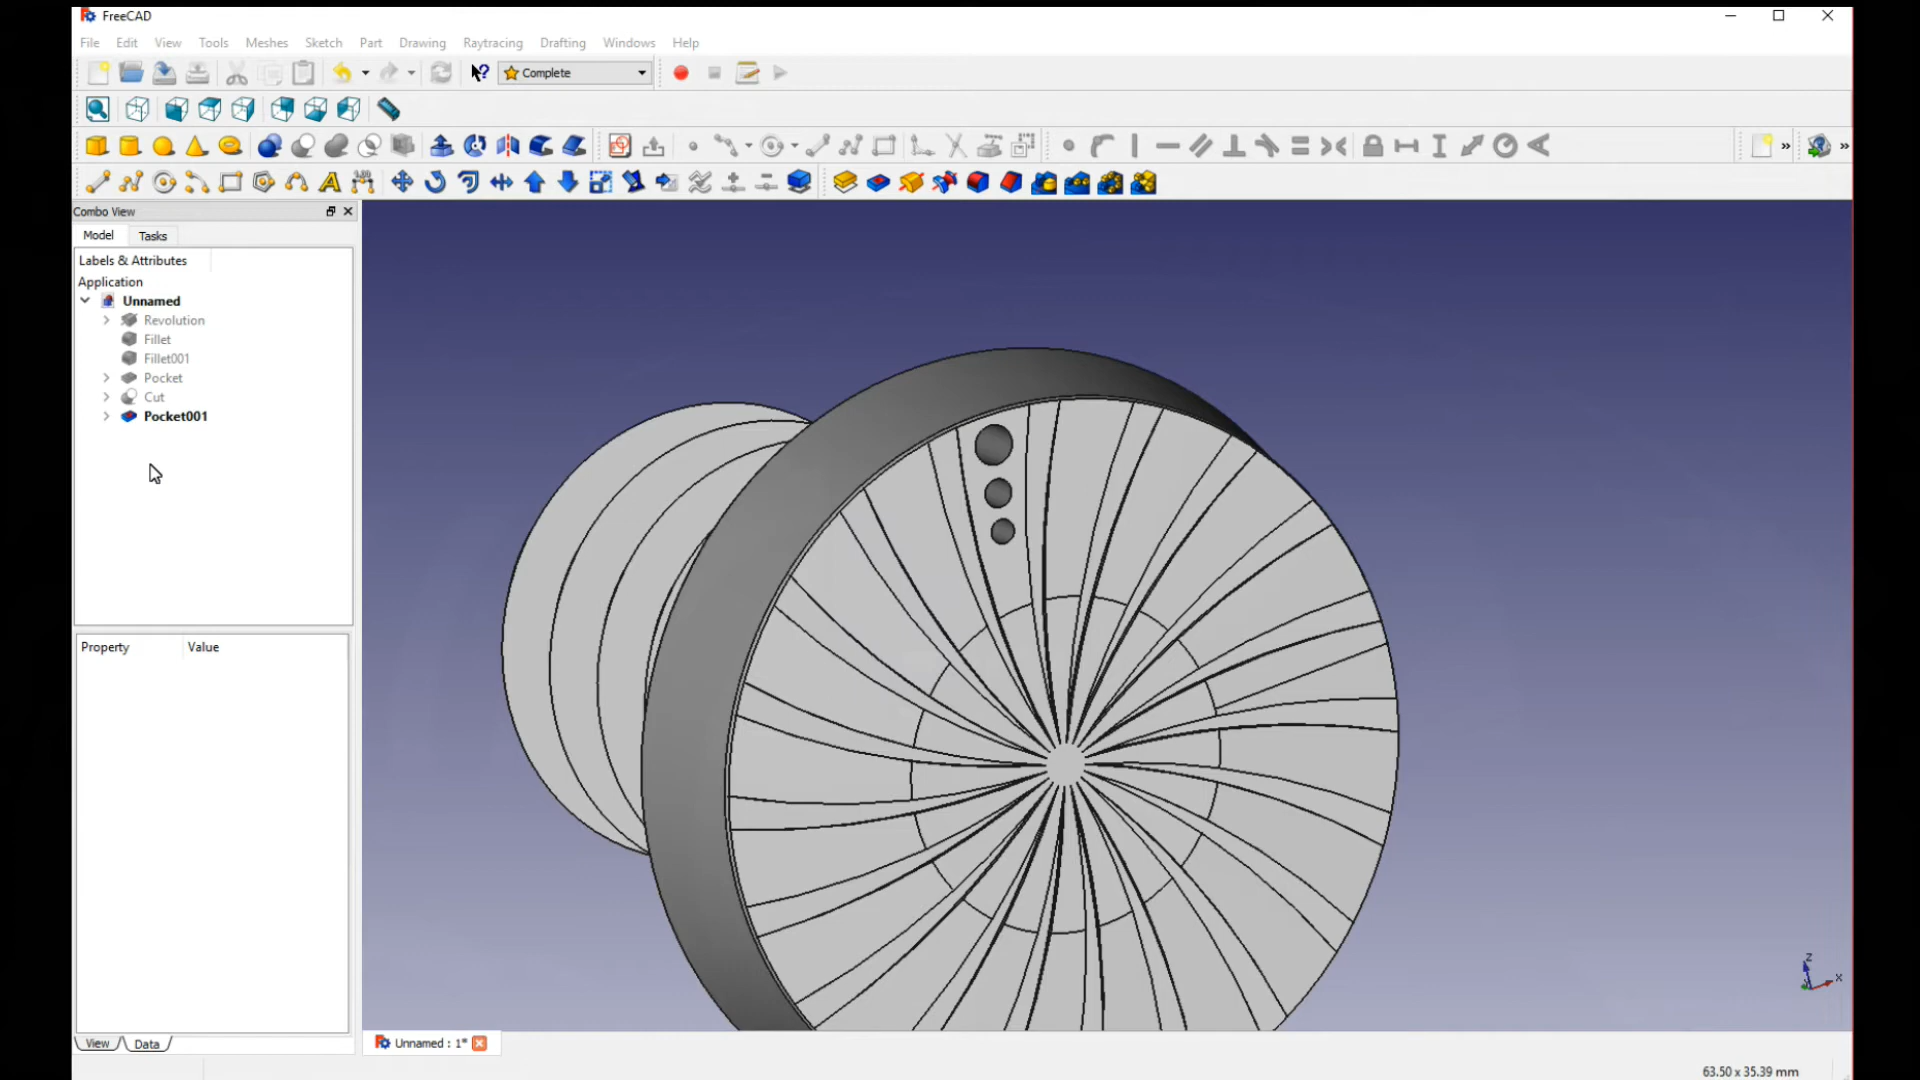 FreeCAD
File Edit View Tools Meshes Sketch Part Drawing Raytracing Drafting Windows Help
Complete
Combo View
Model Tasks
Labels & Attributes
Application
Unnamed
Revolution
Fillet
Fillet001
Pocket
Cut
Pocket001
Property Value
Z
X
View Data
Unnamed : 1*
63.50 x 35.39 mm